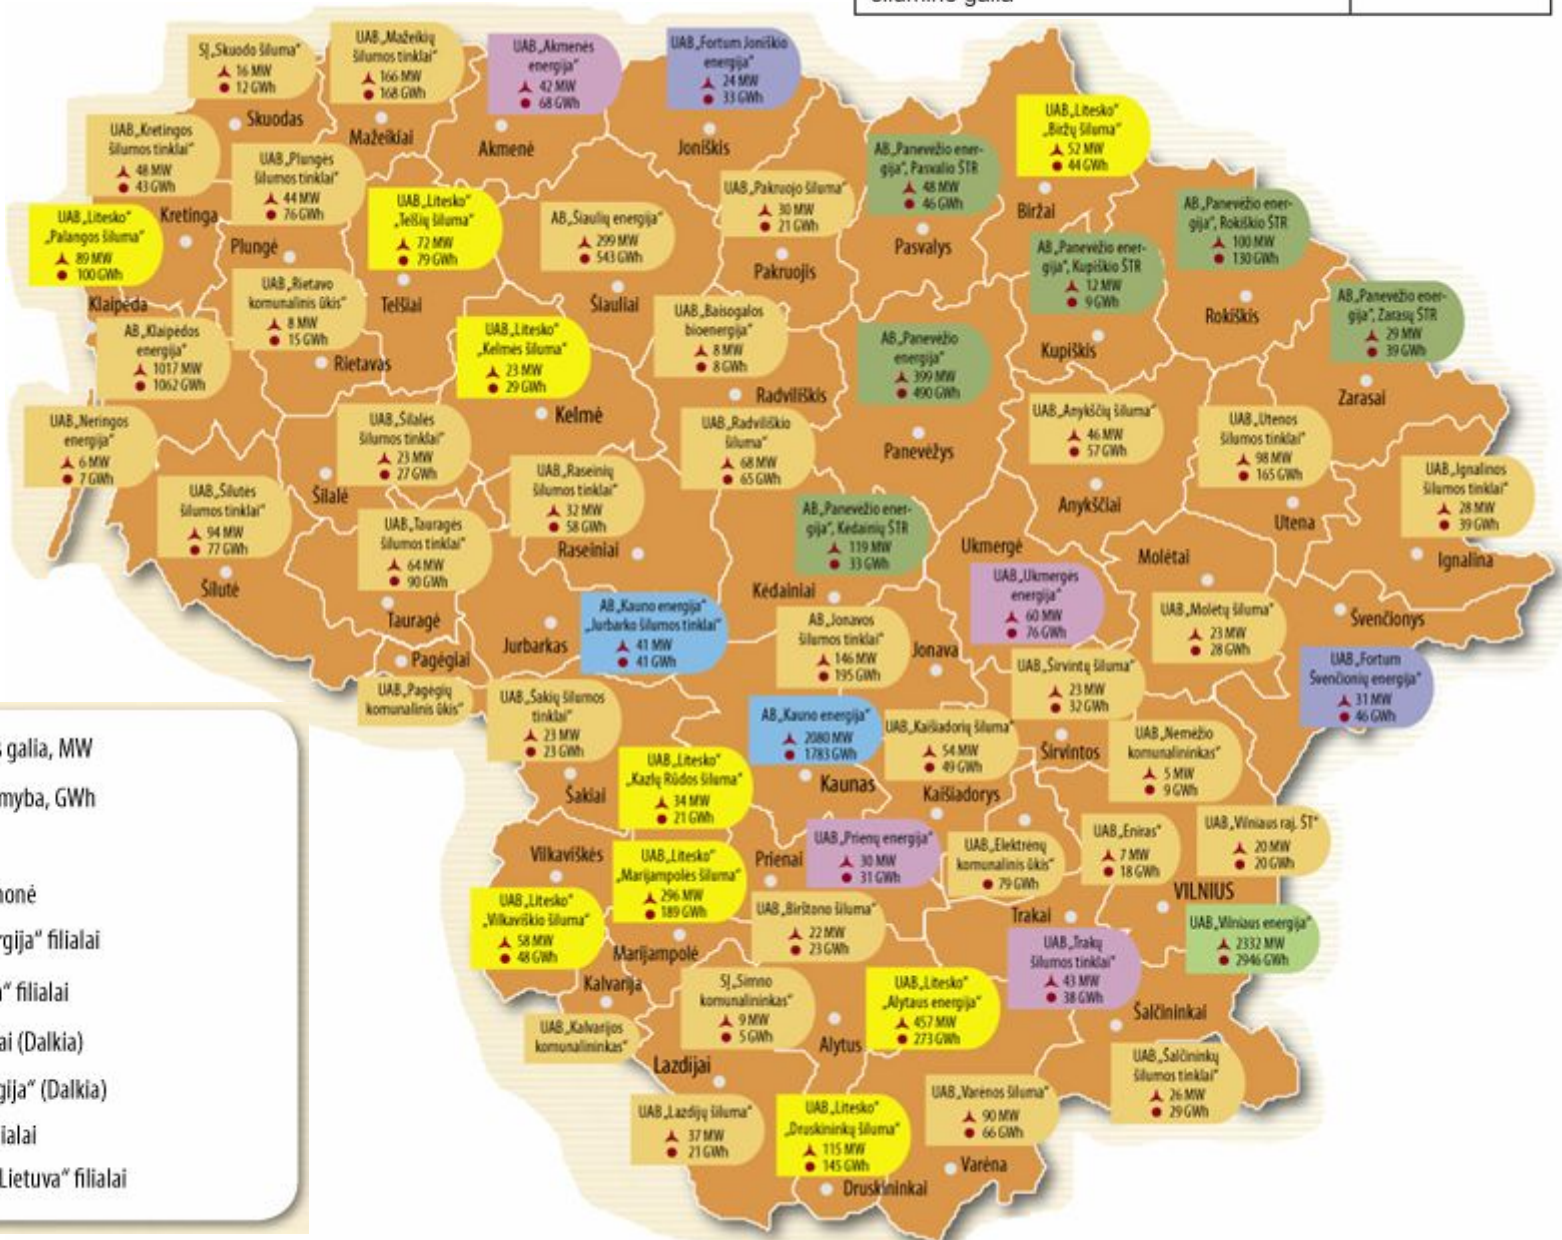 šiluminė galia
SĮ „Skuodo šiluma“
16 MW
12 GWh
Skuodas
UAB „Mažeikių
šilumos tinklai“
166 MW
168 GWh
Mažeikiai
UAB „Akmenės
energija“
42 MW
68 GWh
Akmenė
UAB „Fortum Joniškio
energija“
24 MW
33 GWh
Joniškis
UAB „Litesko“
„Biržų šiluma“
52 MW
44 GWh
Biržai
UAB „Kretingos
šilumos tinklai“
48 MW
43 GWh
Kretinga
UAB „Plungės
šilumos tinklai“
44 MW
76 GWh
Plungė
UAB „Litesko“
„Telšių šiluma“
72 MW
79 GWh
Telšiai
AB „Šiaulių energija“
299 MW
543 GWh
Šiauliai
UAB „Pakruojo šiluma“
30 MW
21 GWh
Pakruojis
AB „Panevėžio ener-
gija“, Pasvalio ŠTR
48 MW
46 GWh
Pasvalys
AB „Panevėžio ener-
gija“, Kupiškio ŠTR
12 MW
9 GWh
Kupiškis
AB „Panevėžio ener-
gija“, Rokiškio ŠTR
100 MW
130 GWh
Rokiškis
AB „Panevėžio ener-
gija“, Zarasų ŠTR
29 MW
39 GWh
Zarasai
UAB „Litesko“
„Palangos šiluma“
89 MW
100 GWh
Klaipėda
AB „Klaipėdos
energija“
1017 MW
1062 GWh
UAB „Rietavo
komunalinis ūkis“
8 MW
15 GWh
Rietavas
UAB „Litesko“
„Kelmės šiluma“
23 MW
29 GWh
Kelmė
UAB „Baisogalos
bioenergija“
8 MW
8 GWh
Radviliškis
UAB „Radviliškio
šiluma“
68 MW
65 GWh
AB „Panevėžio
energija“
399 MW
490 GWh
Panevėžys
UAB „Anykščių šiluma“
46 MW
57 GWh
Anykščiai
UAB „Utenos
šilumos tinklai“
98 MW
165 GWh
Utena
UAB „Ignalinos
šilumos tinklai“
28 MW
39 GWh
Ignalina
UAB „Neringos
energija“
6 MW
7 GWh
UAB „Šilutės
šilumos tinklai“
94 MW
77 GWh
Šilutė
UAB „Šilalės
šilumos tinklai“
23 MW
27 GWh
Šilalė
UAB „Tauragės
šilumos tinklai“
64 MW
90 GWh
Tauragė
UAB „Raseinių
šilumos tinklai“
32 MW
58 GWh
Raseiniai
AB „Panevėžio ener-
gija“, Kėdainių ŠTR
119 MW
33 GWh
Kėdainiai
Ukmergė
UAB „Ukmergės
energija“
60 MW
76 GWh
Molėtai
UAB „Molėtų šiluma“
23 MW
28 GWh
Švenčionys
UAB „Fortum
Švenčionių energija“
31 MW
46 GWh
Jurbarkas
AB „Kauno energija“
„Jurbarko šilumos tinklai“
41 MW
41 GWh
AB „Jonavos
šilumos tinklai“
146 MW
195 GWh
Jonava
UAB „Širvintų šiluma“
23 MW
32 GWh
Širvintos
Pagėgiai
UAB „Pagėgių
komunalinis ūkis“
UAB „Šakių šilumos
tinklai“
23 MW
23 GWh
Šakiai
AB „Kauno energija“
2080 MW
1783 GWh
Kaunas
UAB „Kaišiadorių šiluma“
54 MW
49 GWh
Kaišiadorys
UAB „Nemėžio
komunalininkas“
5 MW
9 GWh
UAB „Litesko“
„Kazlų Rūdos šiluma“
34 MW
21 GWh
Vilkaviškės
UAB „Litesko“
„Marijampolės šiluma“
296 MW
189 GWh
Marijampolė
Prienai
UAB „Prienų energija“
30 MW
31 GWh
UAB „Elektrėnų
komunalinis ūkis“
79 GWh
UAB „Eniras“
7 MW
18 GWh
UAB „Vilniaus raj. ŠT“
20 MW
20 GWh
VILNIUS
UAB „Vilniaus energija“
2332 MW
2946 GWh
UAB „Litesko“
„Vilkaviškio šiluma“
58 MW
48 GWh
UAB „Birštono šiluma“
22 MW
23 GWh
Trakai
UAB „Trakų
šilumos tinklai“
43 MW
38 GWh
Kalvarija
UAB „Kalvarijos
komunalininkas“
SĮ „Simno
komunalininkas“
9 MW
5 GWh
Alytus
UAB „Litesko“
„Alytaus energija“
457 MW
273 GWh
Šalčininkai
UAB „Šalčininkų
šilumos tinklai“
26 MW
29 GWh
Lazdijai
UAB „Lazdijų šiluma“
37 MW
21 GWh
UAB „Litesko“
„Druskininkų šiluma“
115 MW
145 GWh
Druskininkai
UAB „Varėnos šiluma“
90 MW
66 GWh
Varėna
s galia, MW
myba, GWh
monė
rgija“ filialai
a“ filialai
ai (Dalkia)
gija“ (Dalkia)
ialai
Lietuva“ filialai